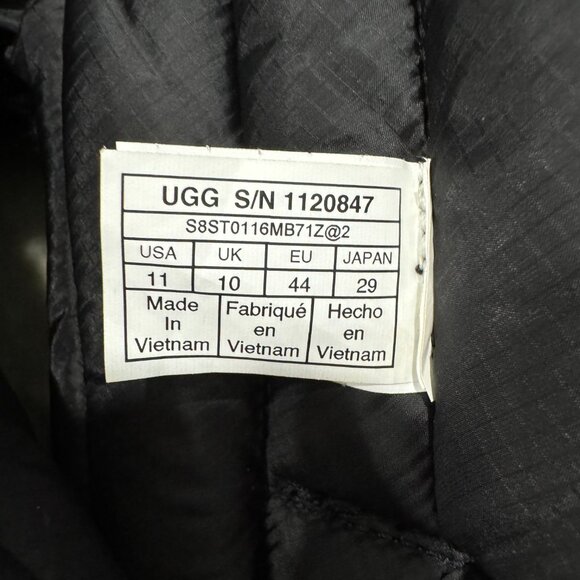 UGG S/N 1120847
S8ST0116MB71Z@2
USA UK EU JAPAN
11 10 44 29
Made Fabriqué Hecho
In en en
Vietnam Vietnam Vietnam